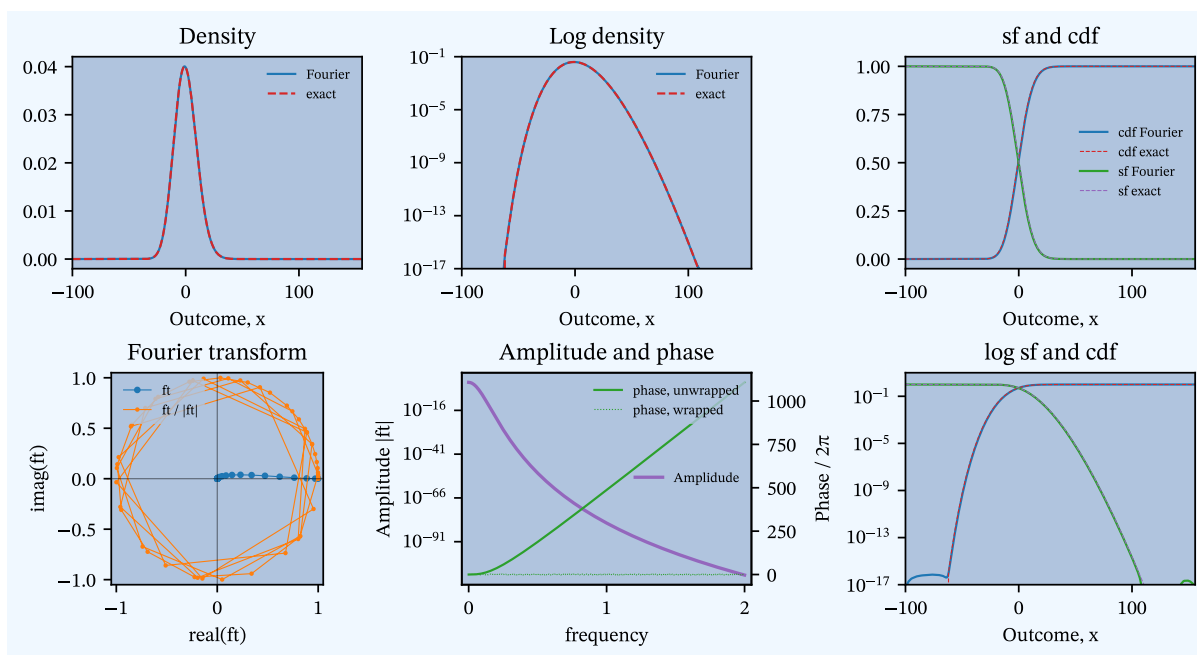 Density
0.04
0.03
0.02
0.01
0.00
−100
0
100
Outcome, x
Fourier
exact
Log density
10⁻¹
10⁻⁵
10⁻⁹
10⁻¹³
10⁻¹⁷
−100
0
100
Outcome, x
Fourier
exact
sf and cdf
1.00
0.75
0.50
0.25
0.00
−100
0
100
Outcome, x
cdf Fourier
cdf exact
sf Fourier
sf exact
Fourier transform
imag(ft)
1.0
0.5
0.0
−0.5
−1.0
−1
0
1
real(ft)
ft
ft / |ft|
Amplitude and phase
Amplitude |ft|
10⁻¹⁶
10⁻⁴¹
10⁻⁶⁶
10⁻⁹¹
0
1
2
frequency
phase, unwrapped
phase, wrapped
Amplidude
1000
750
500
250
0
Phase / 2π
log sf and cdf
10⁻¹
10⁻⁵
10⁻⁹
10⁻¹³
10⁻¹⁷
−100
0
100
Outcome, x